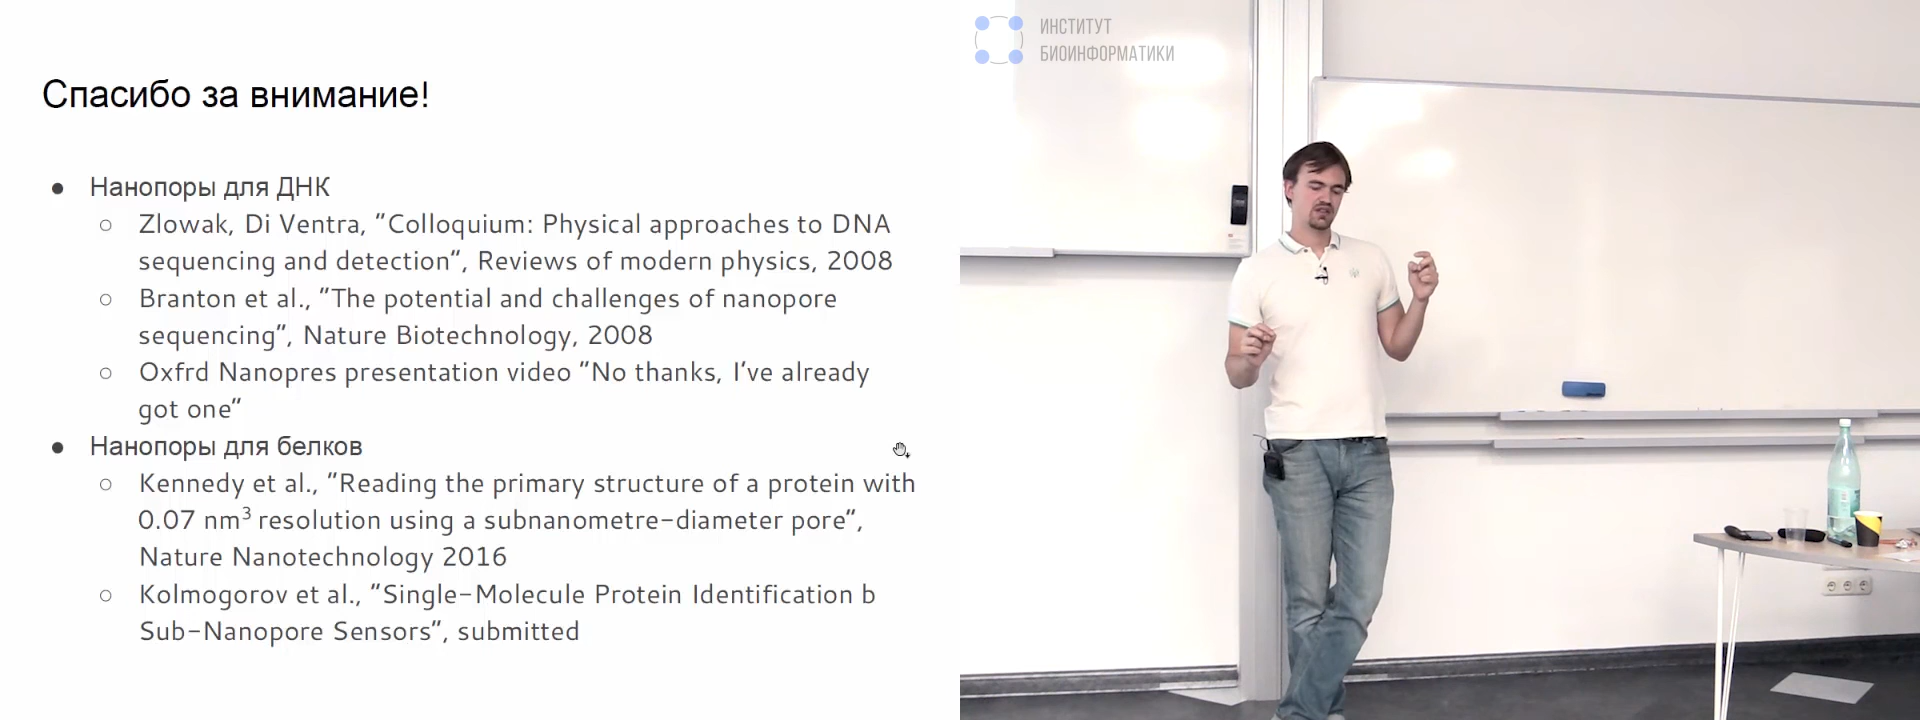 Спасибо за внимание!
● Нанопоры для ДНК
○ Zlowak, Di Ventra, "Colloquium: Physical approaches to DNA
sequencing and detection", Reviews of modern physics, 2008
○ Branton et al., "The potential and challenges of nanopore
sequencing", Nature Biotechnology, 2008
○ Oxfrd Nanopres presentation video "No thanks, I've already
got one"
● Нанопоры для белков
○ Kennedy et al., "Reading the primary structure of a protein with
0.07 nm³ resolution using a subnanometre-diameter pore",
Nature Nanotechnology 2016
○ Kolmogorov et al., "Single-Molecule Protein Identification b
Sub-Nanopore Sensors", submitted
ИНСТИТУТ
БИОИНФОРМАТИКИ